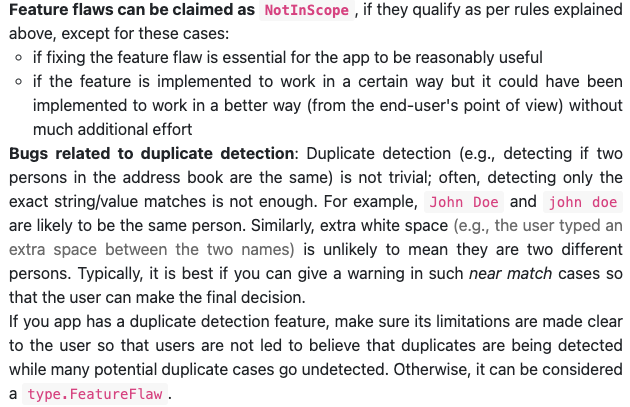 Feature flaws can be claimed as NotInScope , if they qualify as per rules explained
above, except for these cases:
if fixing the feature flaw is essential for the app to be reasonably useful
if the feature is implemented to work in a certain way but it could have been
implemented to work in a better way (from the end-user's point of view) without
much additional effort
Bugs related to duplicate detection: Duplicate detection (e.g., detecting if two
persons in the address book are the same) is not trivial; often, detecting only the
exact string/value matches is not enough. For example, John Doe and john doe
are likely to be the same person. Similarly, extra white space (e.g., the user typed an
extra space between the two names) is unlikely to mean they are two different
persons. Typically, it is best if you can give a warning in such near match cases so
that the user can make the final decision.
If you app has a duplicate detection feature, make sure its limitations are made clear
to the user so that users are not led to believe that duplicates are being detected
while many potential duplicate cases go undetected. Otherwise, it can be considered
a type.FeatureFlaw .